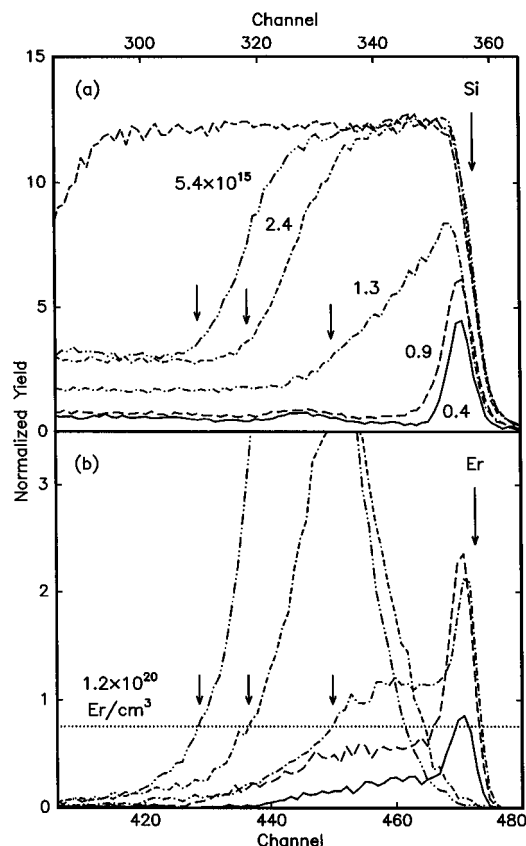 Channel
300 320 340 360
15
(a)
Si
5.4×10¹⁵
10
2.4
1.3
5
0.9
0.4
0
Normalized Yield
(b)
Er
3
2
1.2×10²⁰
Er/cm³
1
0
420 440 460 480
Channel